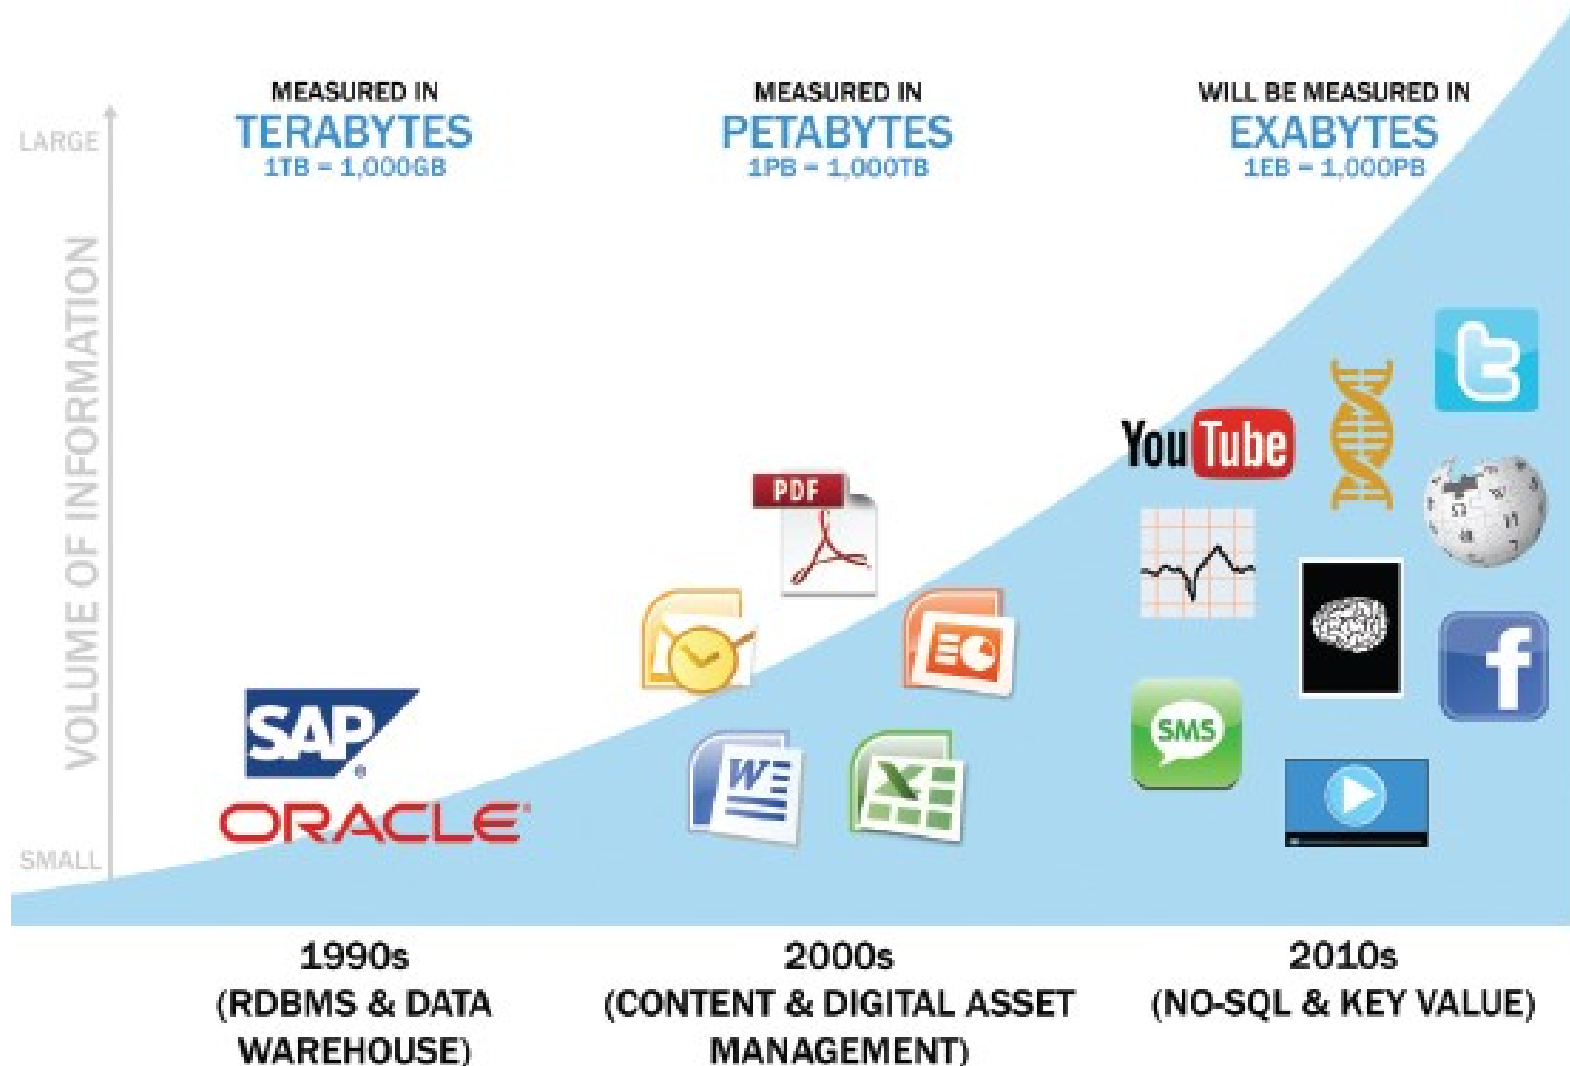 MEASURED IN
TERABYTES
1TB = 1,000GB
MEASURED IN
PETABYTES
1PB = 1,000TB
WILL BE MEASURED IN
EXABYTES
1EB = 1,000PB
LARGE
VOLUME OF INFORMATION
SMALL
SAP®
ORACLE®
PDF
W
X
YouTube
t
f
SMS
1990s
(RDBMS & DATA
WAREHOUSE)
2000s
(CONTENT & DIGITAL ASSET
MANAGEMENT)
2010s
(NO-SQL & KEY VALUE)